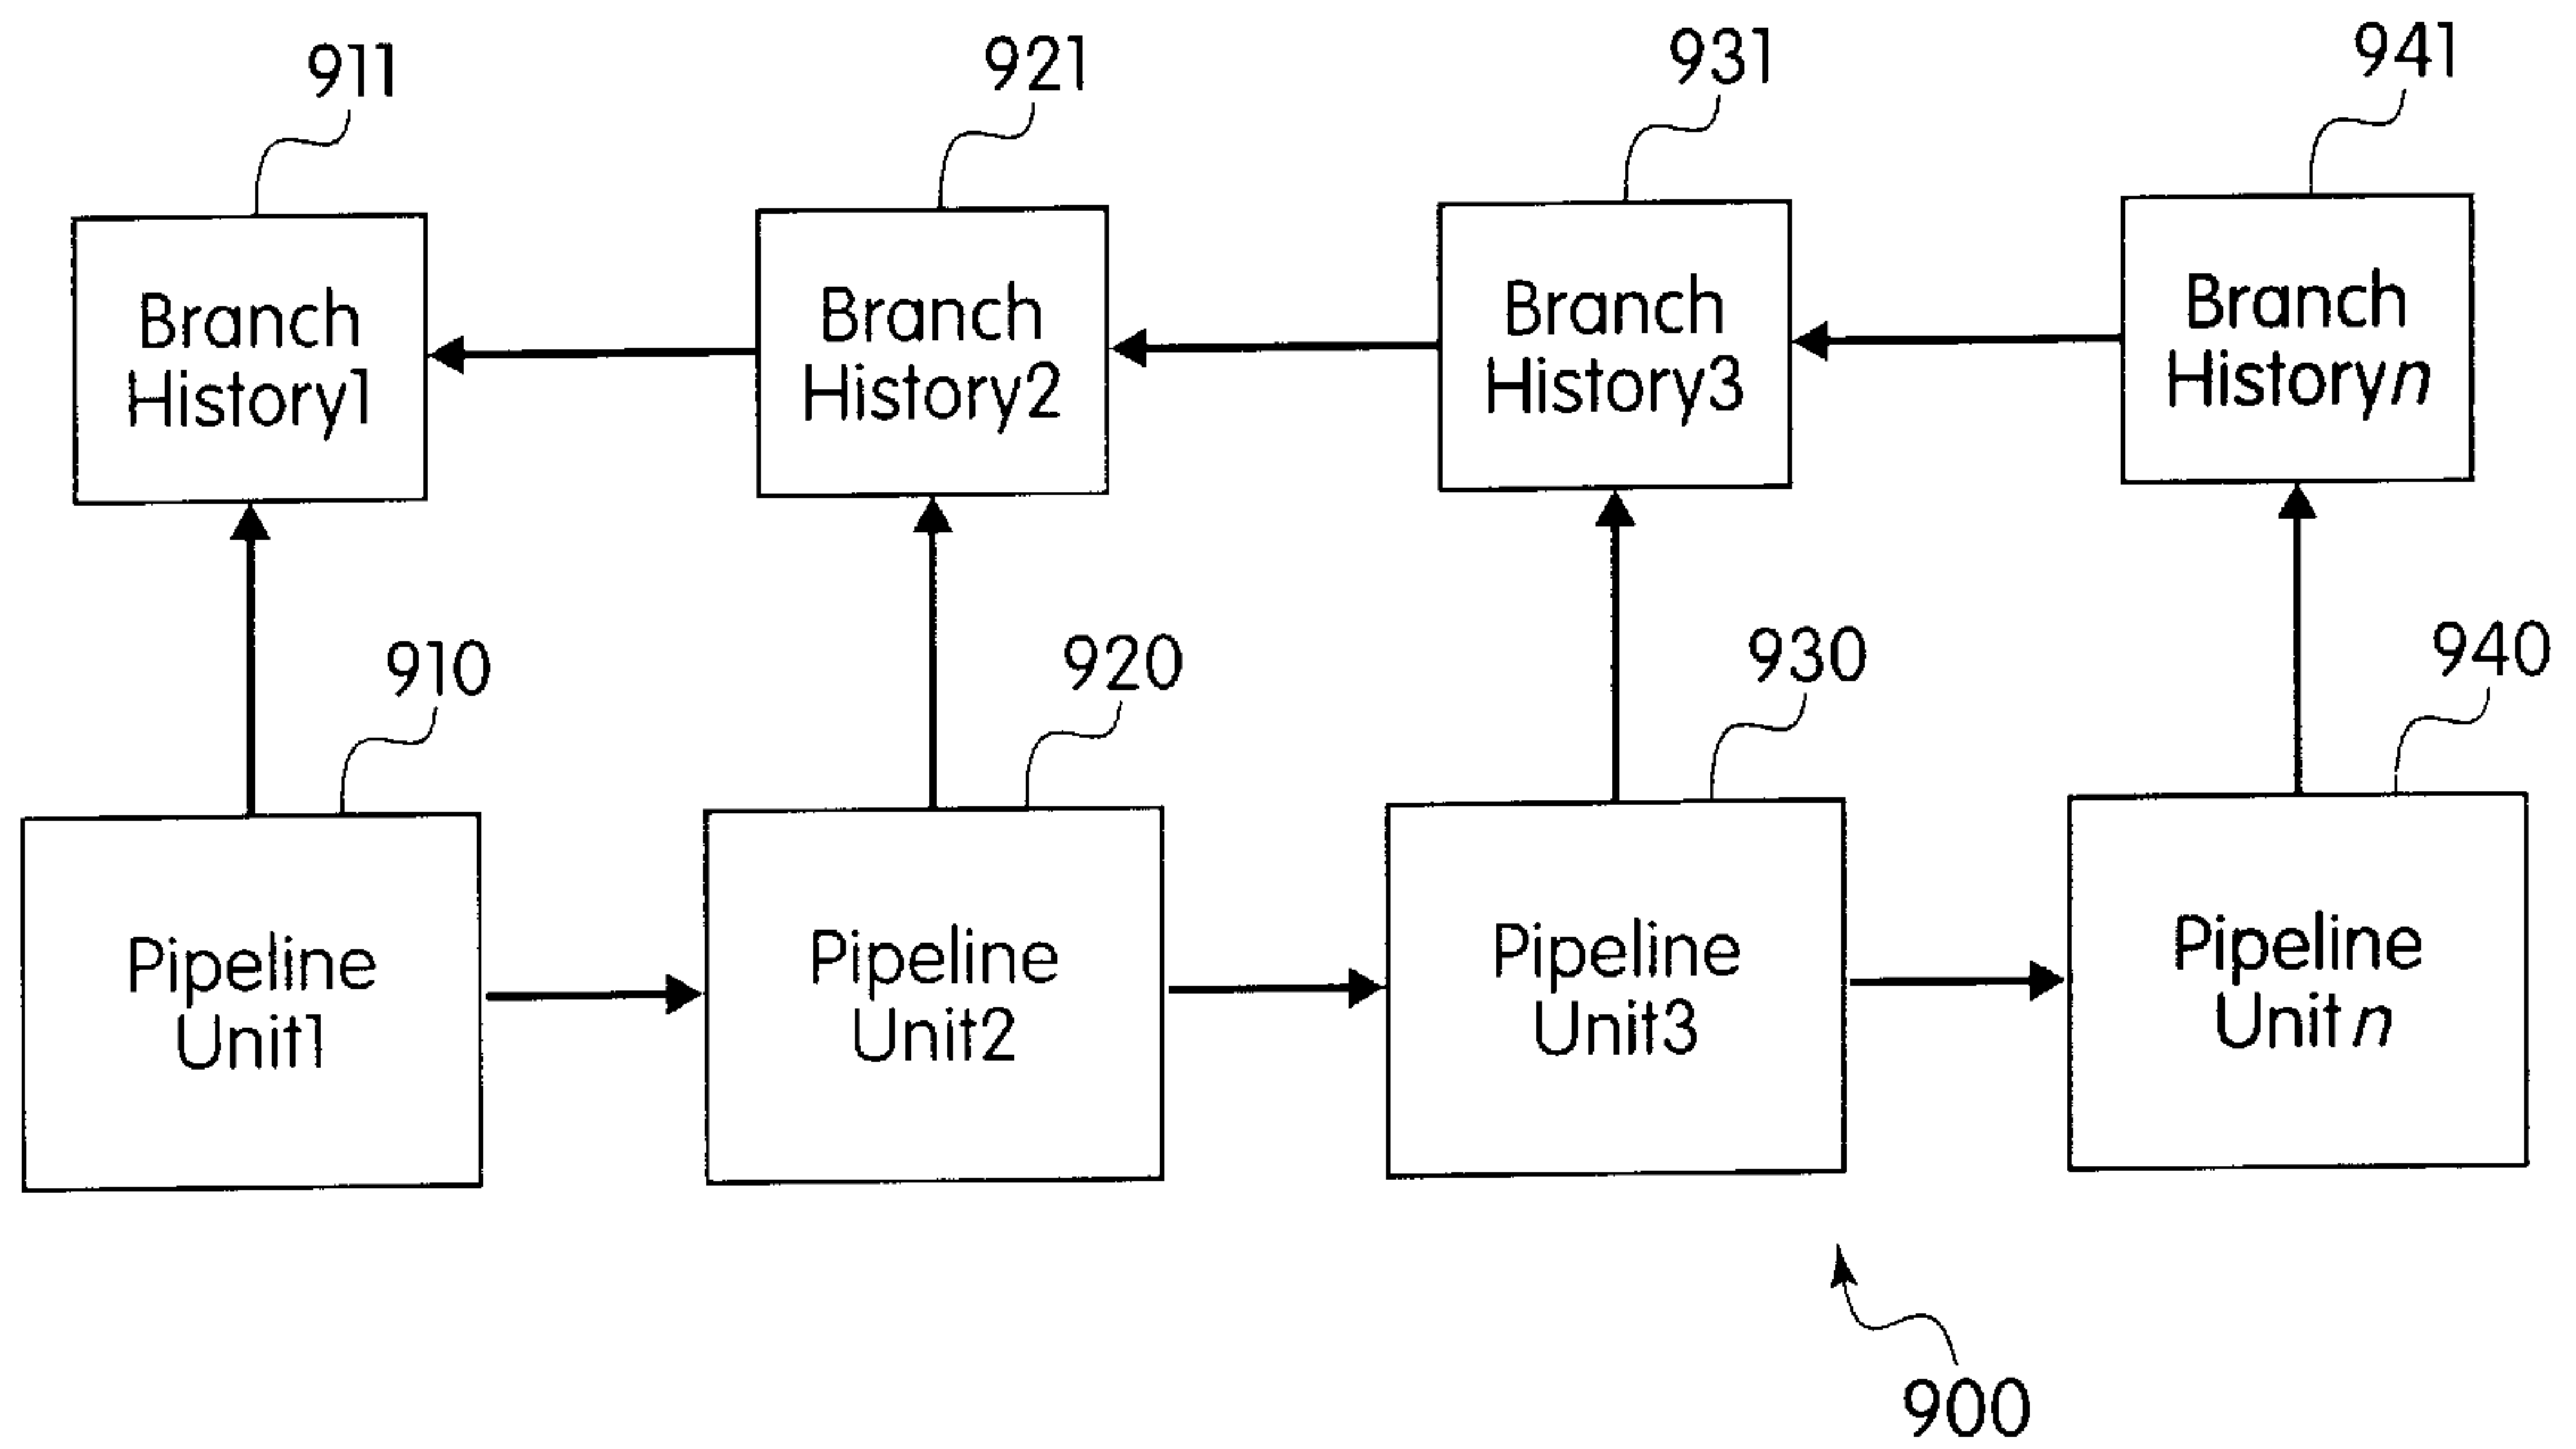 911
921
931
941
Branch
History1
Branch
History2
Branch
History3
Branch
Historyn
910
920
930
940
Pipeline
Unit1
Pipeline
Unit2
Pipeline
Unit3
Pipeline
Unit n
900